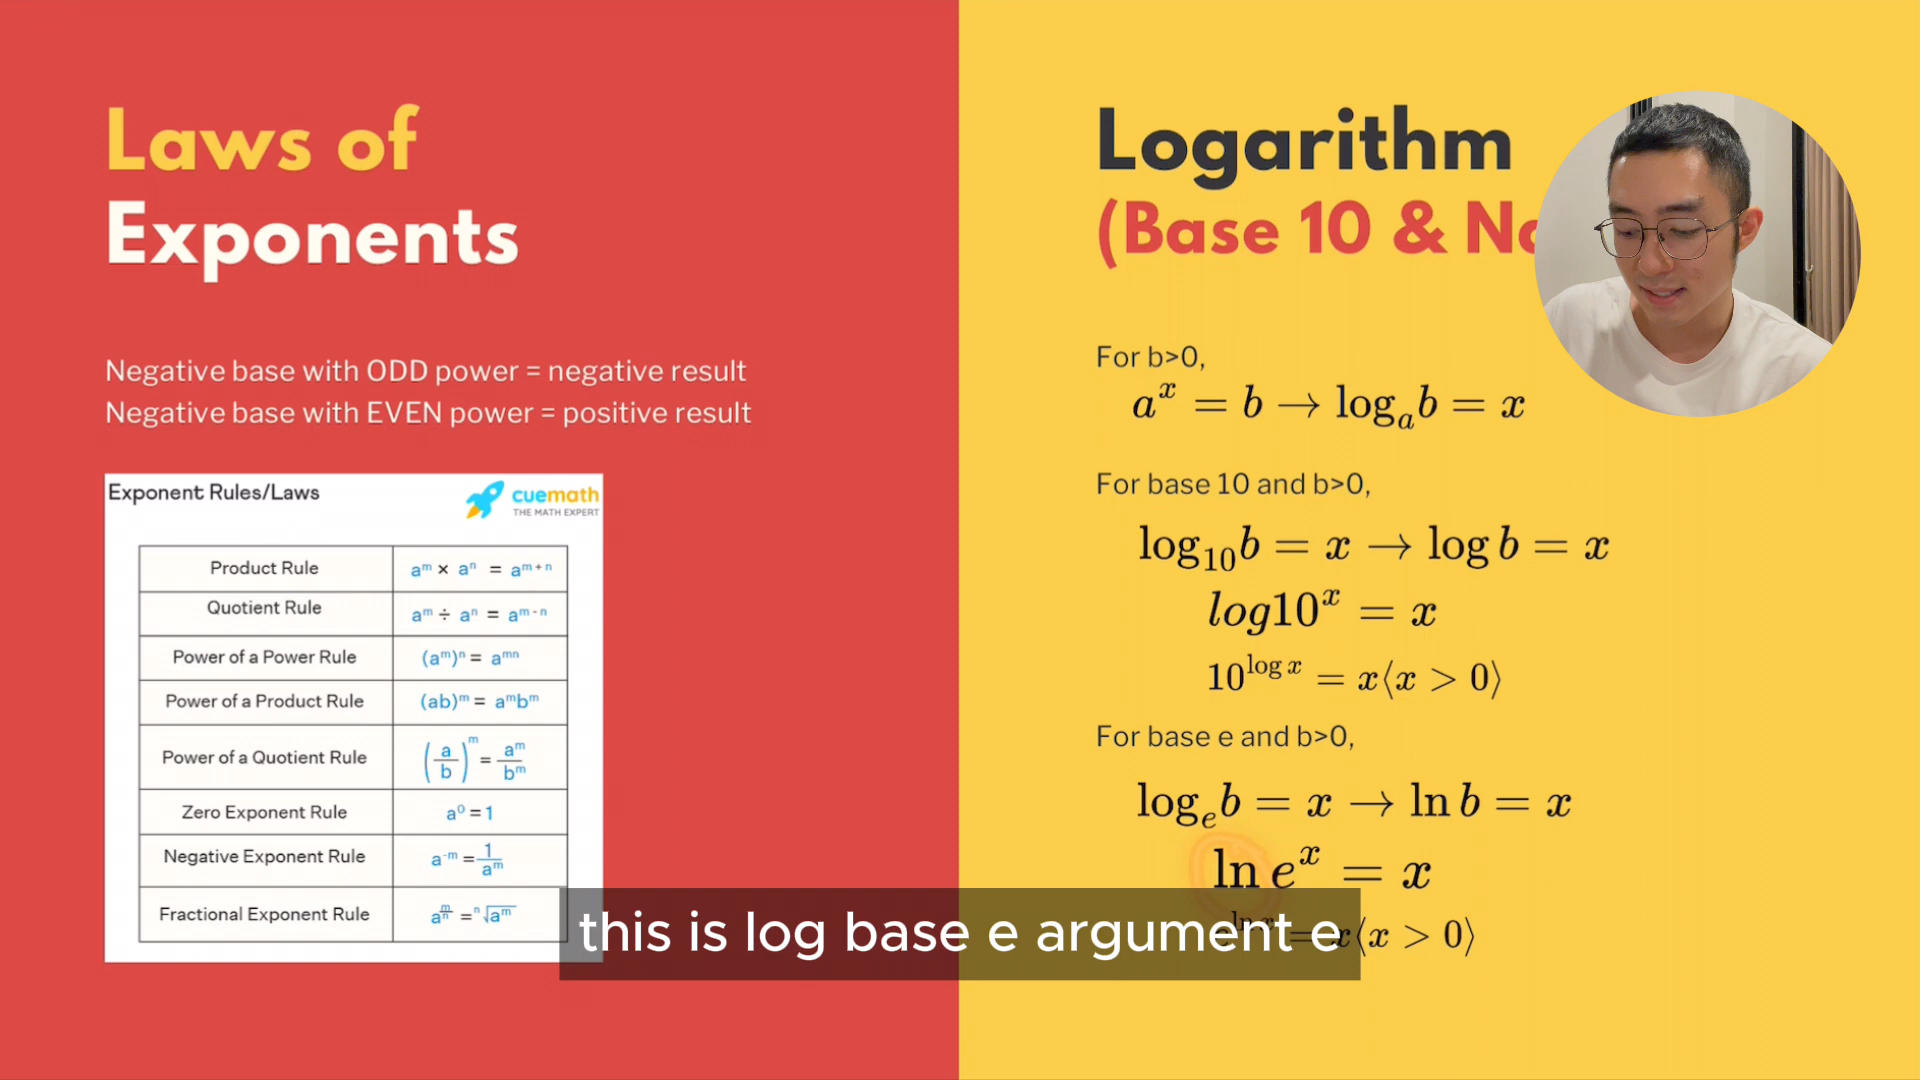 Laws of
Exponents
Negative base with ODD power = negative result
Negative base with EVEN power = positive result
Exponent Rules/Laws
cuemath
THE MATH EXPERT
Product Rule aᵐ × aⁿ = aᵐ⁺ⁿ
Quotient Rule aᵐ ÷ aⁿ = aᵐ⁻ⁿ
Power of a Power Rule (aᵐ)ⁿ = aᵐⁿ
Power of a Product Rule (ab)ᵐ = aᵐbᵐ
Power of a Quotient Rule (a/b)ᵐ = aᵐ/bᵐ
Zero Exponent Rule a⁰ = 1
Negative Exponent Rule a⁻ᵐ = 1/aᵐ
Fractional Exponent Rule a^(m/n) = ⁿ√aᵐ
Logarithm
(Base 10 & Na
For b>0,
aˣ = b → logₐb = x
For base 10 and b>0,
log₁₀b = x → log b = x
log10ˣ = x
10^(log x) = x⟨x > 0⟩
For base e and b>0,
logₑb = x → ln b = x
ln eˣ = x
x⟨x > 0⟩
this is log base e argument e